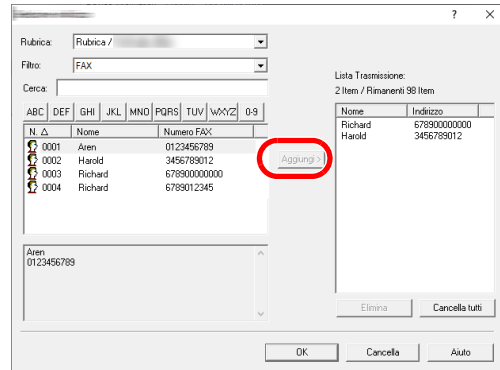 ?
Rubrica: Rubrica /
Filtro: FAX
Cerca:
ABC DEF GHI JKL MNO PQRS TUV WXYZ 0-9
N. Nome Numero FAX
0001 Aren 0123456789
0002 Harold 3456789012
0003 Richard 678900000000
0004 Richard 6789012345
Aren
0123456789
Aggiungi >
Lista Trasmissione:
2 Item / Rimanenti 98 Item
Nome Indirizzo
Richard 678900000000
Harold 3456789012
Elimina Cancella tutti
OK Cancella Aiuto